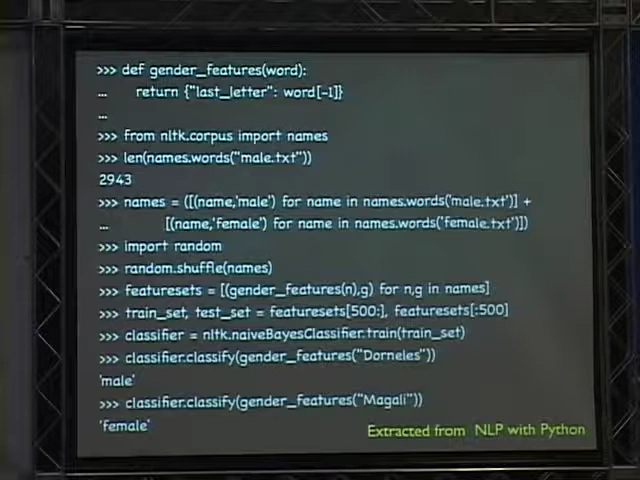 >>> def gender_features(word):
...     return {"last_letter": word[-1]}
...
>>> from nltk.corpus import names
>>> len(names.words("male.txt"))
2943
>>> names = ([(name,'male') for name in names.words('male.txt')] +
...         [(name,'female') for name in names.words('female.txt')])
>>> import random
>>> random.shuffle(names)
>>> featuresets = [(gender_features(n),g) for n,g in names]
>>> train_set, test_set = featuresets[500:], featuresets[:500]
>>> classifier = nltk.naiveBayesClassifier.train(train_set)
>>> classifier.classify(gender_features("Dorneles"))
'male'
>>> classifier.classify(gender_features("Magali"))
'female'
Extracted from NLP with Python